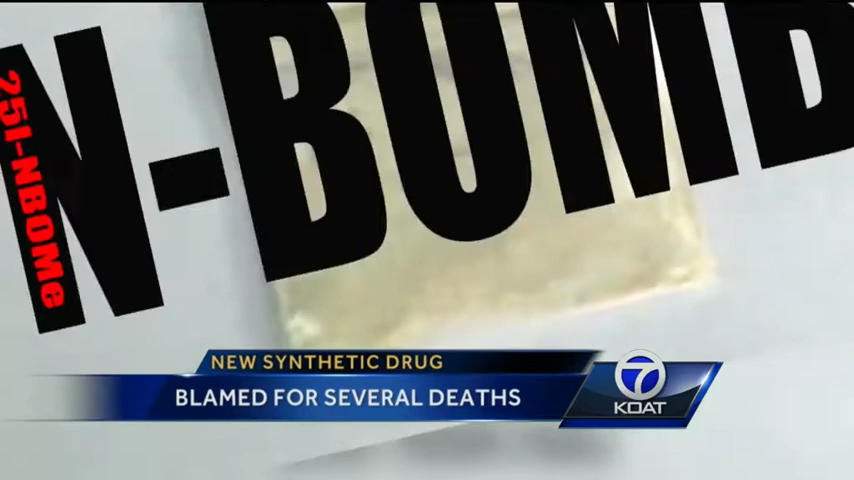 N-BOMB
25I-NBOMe
NEW SYNTHETIC DRUG
BLAMED FOR SEVERAL DEATHS
7
KOAT